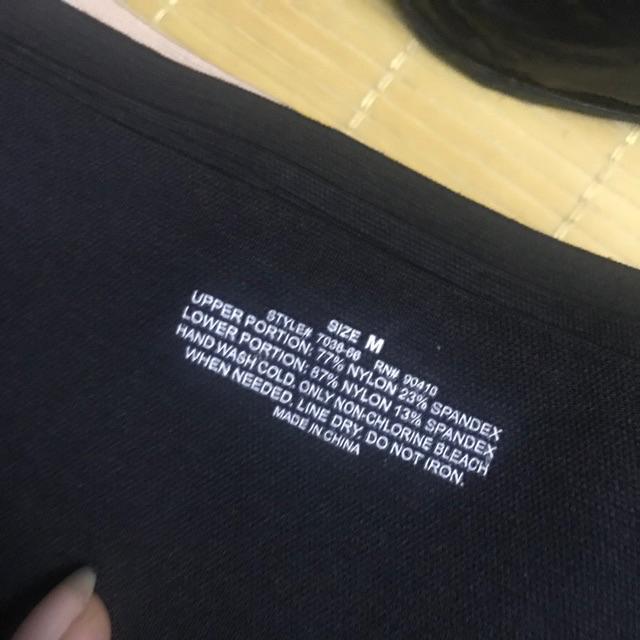 SIZE M
STYLE# 7038-66 RN# 90410
UPPER PORTION: 77% NYLON 23% SPANDEX
LOWER PORTION: 87% NYLON 13% SPANDEX
HAND WASH COLD. ONLY NON-CHLORINE BLEACH
WHEN NEEDED. LINE DRY. DO NOT IRON.
MADE IN CHINA